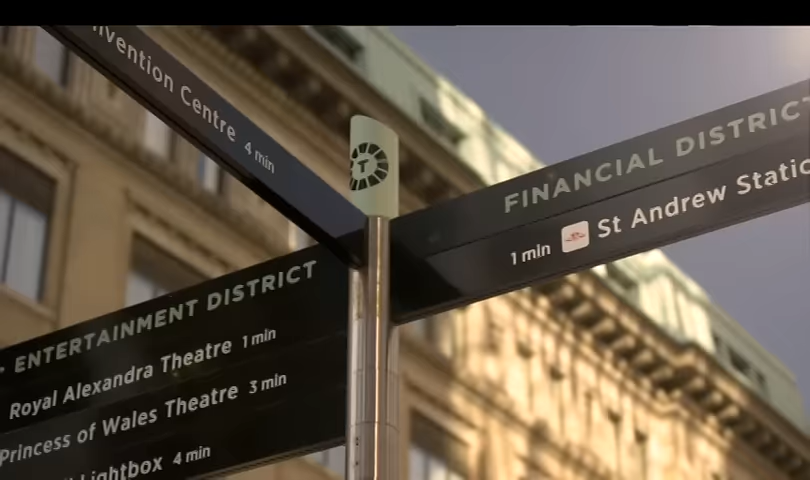 nvention Centre 4 min
T
FINANCIAL DISTRICT
1 min St Andrew Static
ENTERTAINMENT DISTRICT
Royal Alexandra Theatre 1 min
Princess of Wales Theatre 3 min
Lightbox 4 min